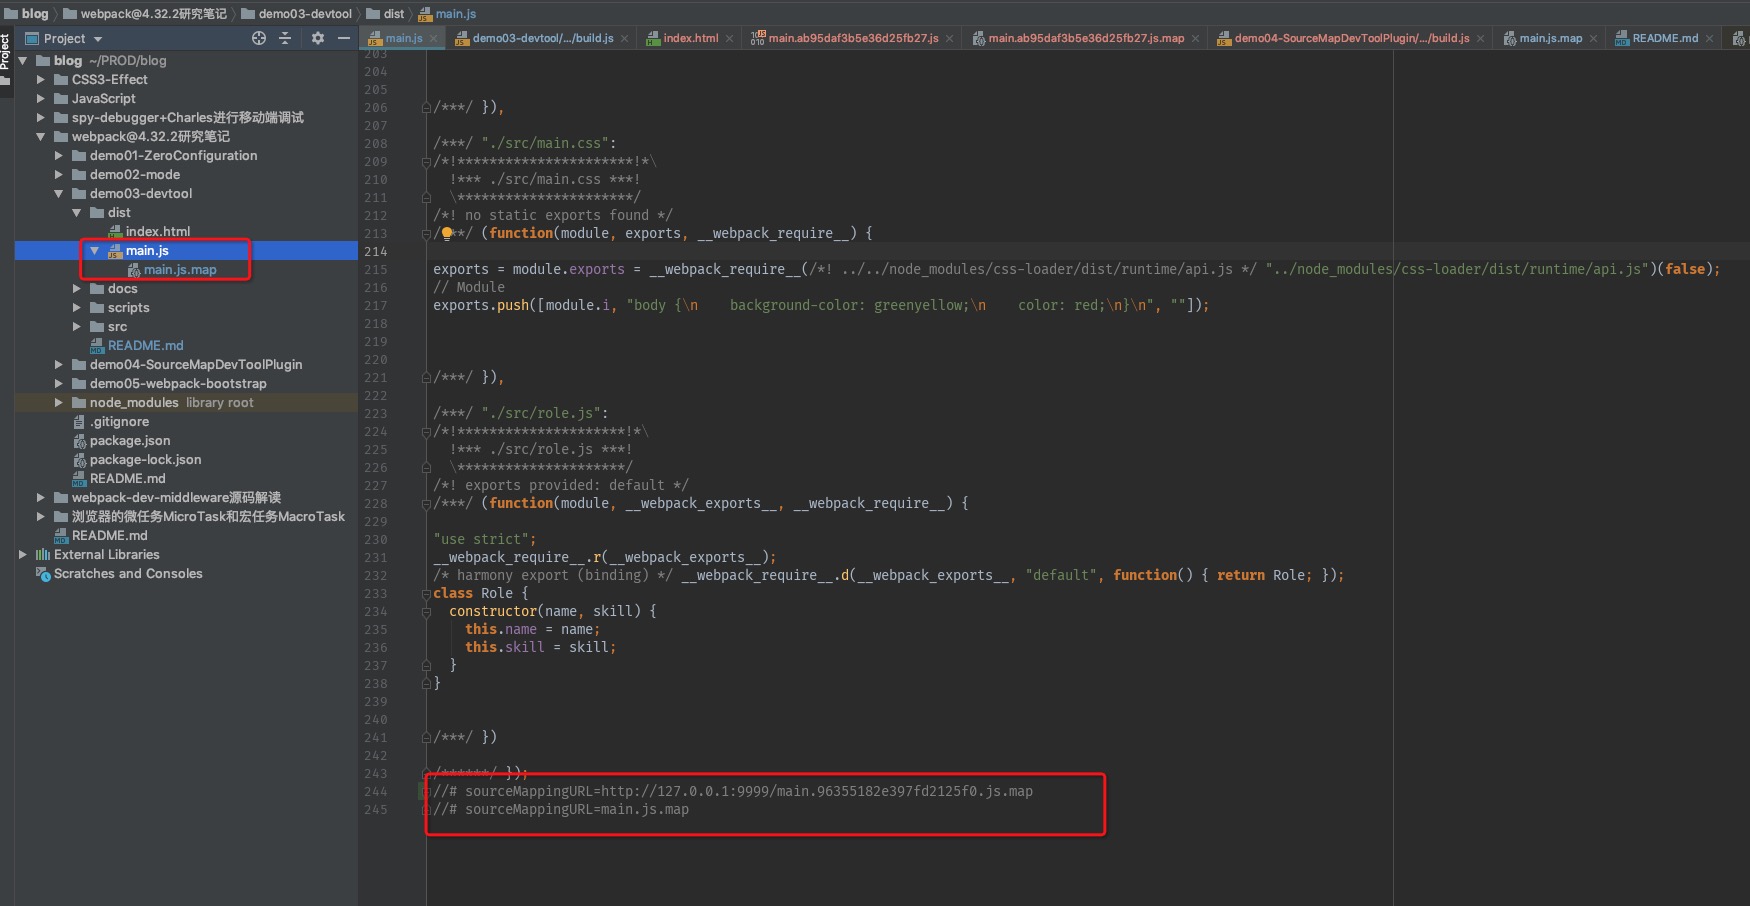 blog webpack@4.32.2研究笔记 demo03-devtool dist main.js
Project
Project
main.js demo03-devtool/.../build.js index.html main.ab95daf3b5e36d25fb27.js main.ab95daf3b5e36d25fb27.js.map demo04-SourceMapDevToolPlugin/.../build.js main.js.map README.md
blog ~/PROD/blog
CSS3-Effect
JavaScript
spy-debugger+Charles进行移动端调试
webpack@4.32.2研究笔记
demo01-ZeroConfiguration
demo02-mode
demo03-devtool
dist
index.html
main.js
main.js.map
docs
scripts
src
README.md
demo04-SourceMapDevToolPlugin
demo05-webpack-bootstrap
node_modules library root
.gitignore
package.json
package-lock.json
README.md
webpack-dev-middleware源码解读
浏览器的微任务MicroTask和宏任务MacroTask
README.md
External Libraries
Scratches and Consoles
203
204
205
206 /***/ }),
207
208 /***/ "./src/main.css":
209 /*!**********************!*\
210 !*** ./src/main.css ***!
211 \**********************/
212 /*! no static exports found */
213 /***/ (function(module, exports, __webpack_require__) {
214
215 exports = module.exports = __webpack_require__(/*! ../../node_modules/css-loader/dist/runtime/api.js */ "../node_modules/css-loader/dist/runtime/api.js")(false);
216 // Module
217 exports.push([module.i, "body {\n    background-color: greenyellow;\n    color: red;\n}\n", ""]);
218
219
220
221 /***/ }),
222
223 /***/ "./src/role.js":
224 /*!*********************!*\
225 !*** ./src/role.js ***!
226 \*********************/
227 /*! exports provided: default */
228 /***/ (function(module, __webpack_exports__, __webpack_require__) {
229
230 "use strict";
231 __webpack_require__.r(__webpack_exports__);
232 /* harmony export (binding) */ __webpack_require__.d(__webpack_exports__, "default", function() { return Role; });
233 class Role {
234 constructor(name, skill) {
235 this.name = name;
236 this.skill = skill;
237 }
238 }
239
240
241 /***/ })
242
243 /******/ });
244 //# sourceMappingURL=http://127.0.0.1:9999/main.96355182e397fd2125f0.js.map
245 //# sourceMappingURL=main.js.map